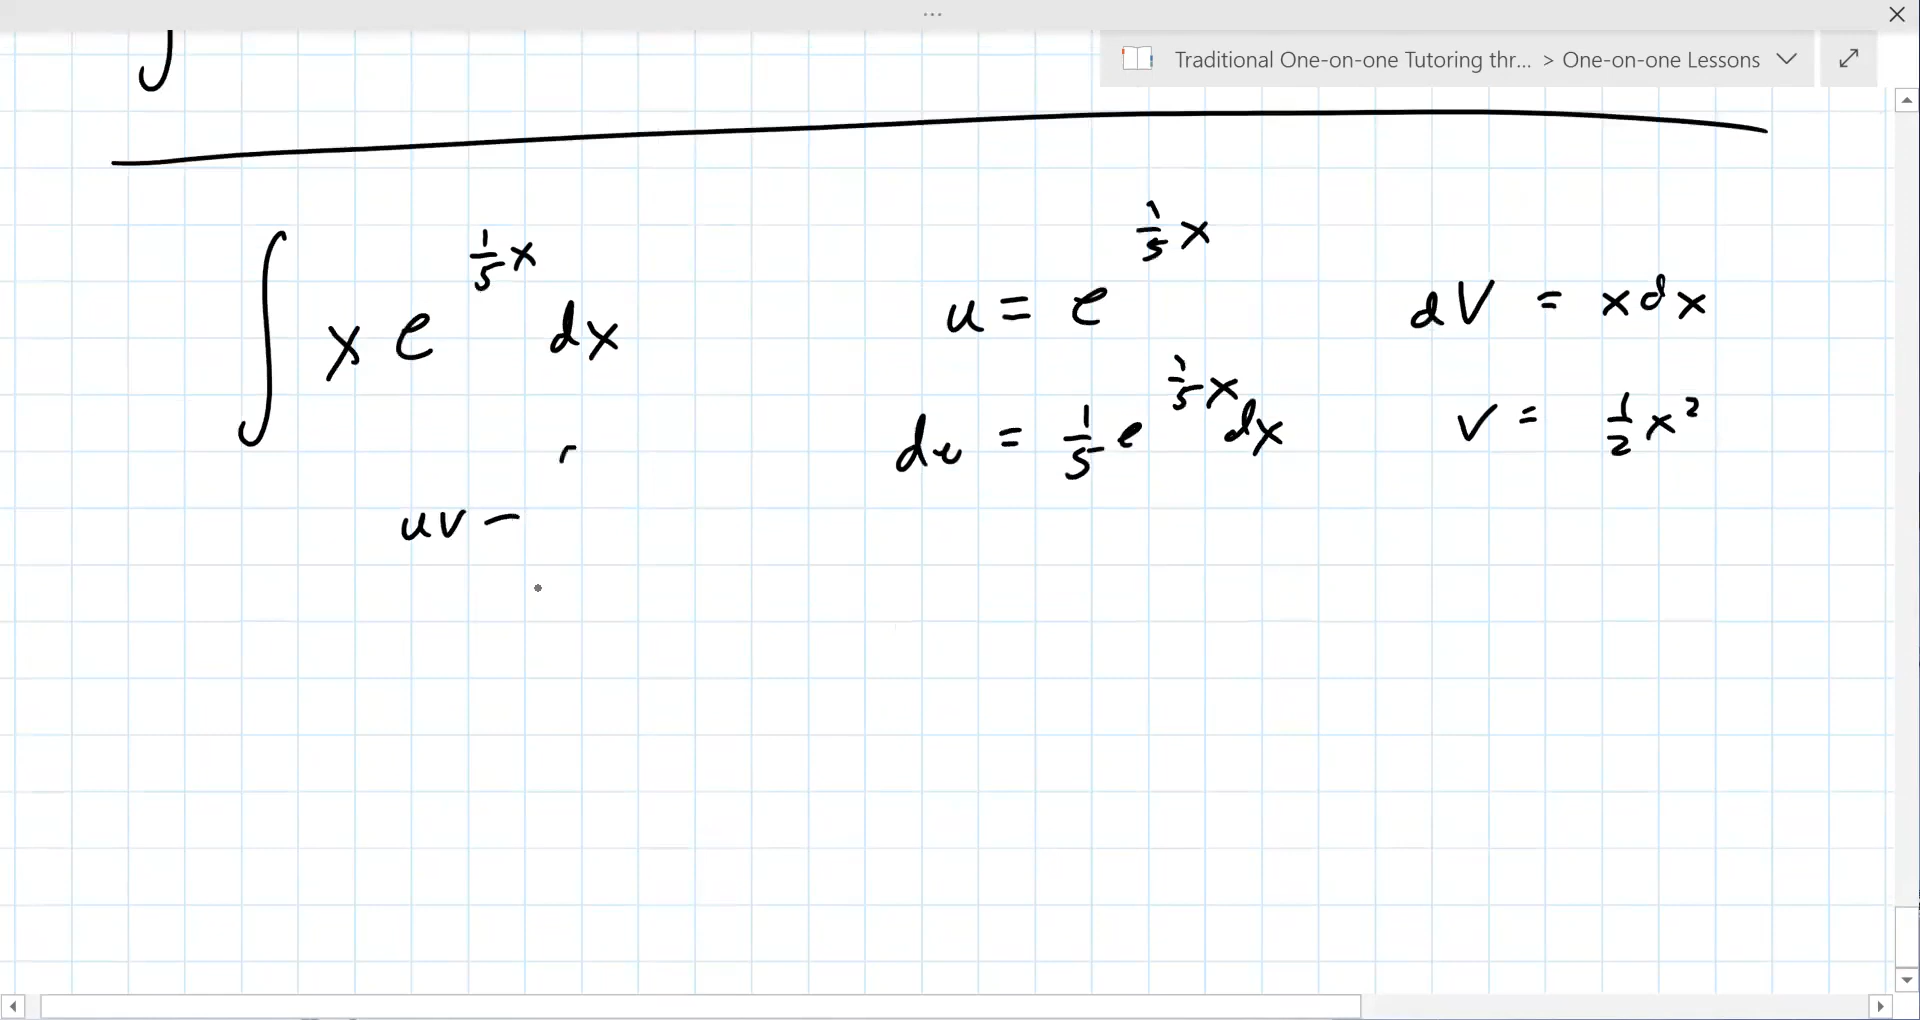 ...
Traditional One-on-one Tutoring thr... > One-on-one Lessons
∫ x e^{1/5 x} dx
u = e^{1/5 x}
dV = x dx
du = 1/5 e^{1/5 x} dx
v = 1/2 x²
uv −